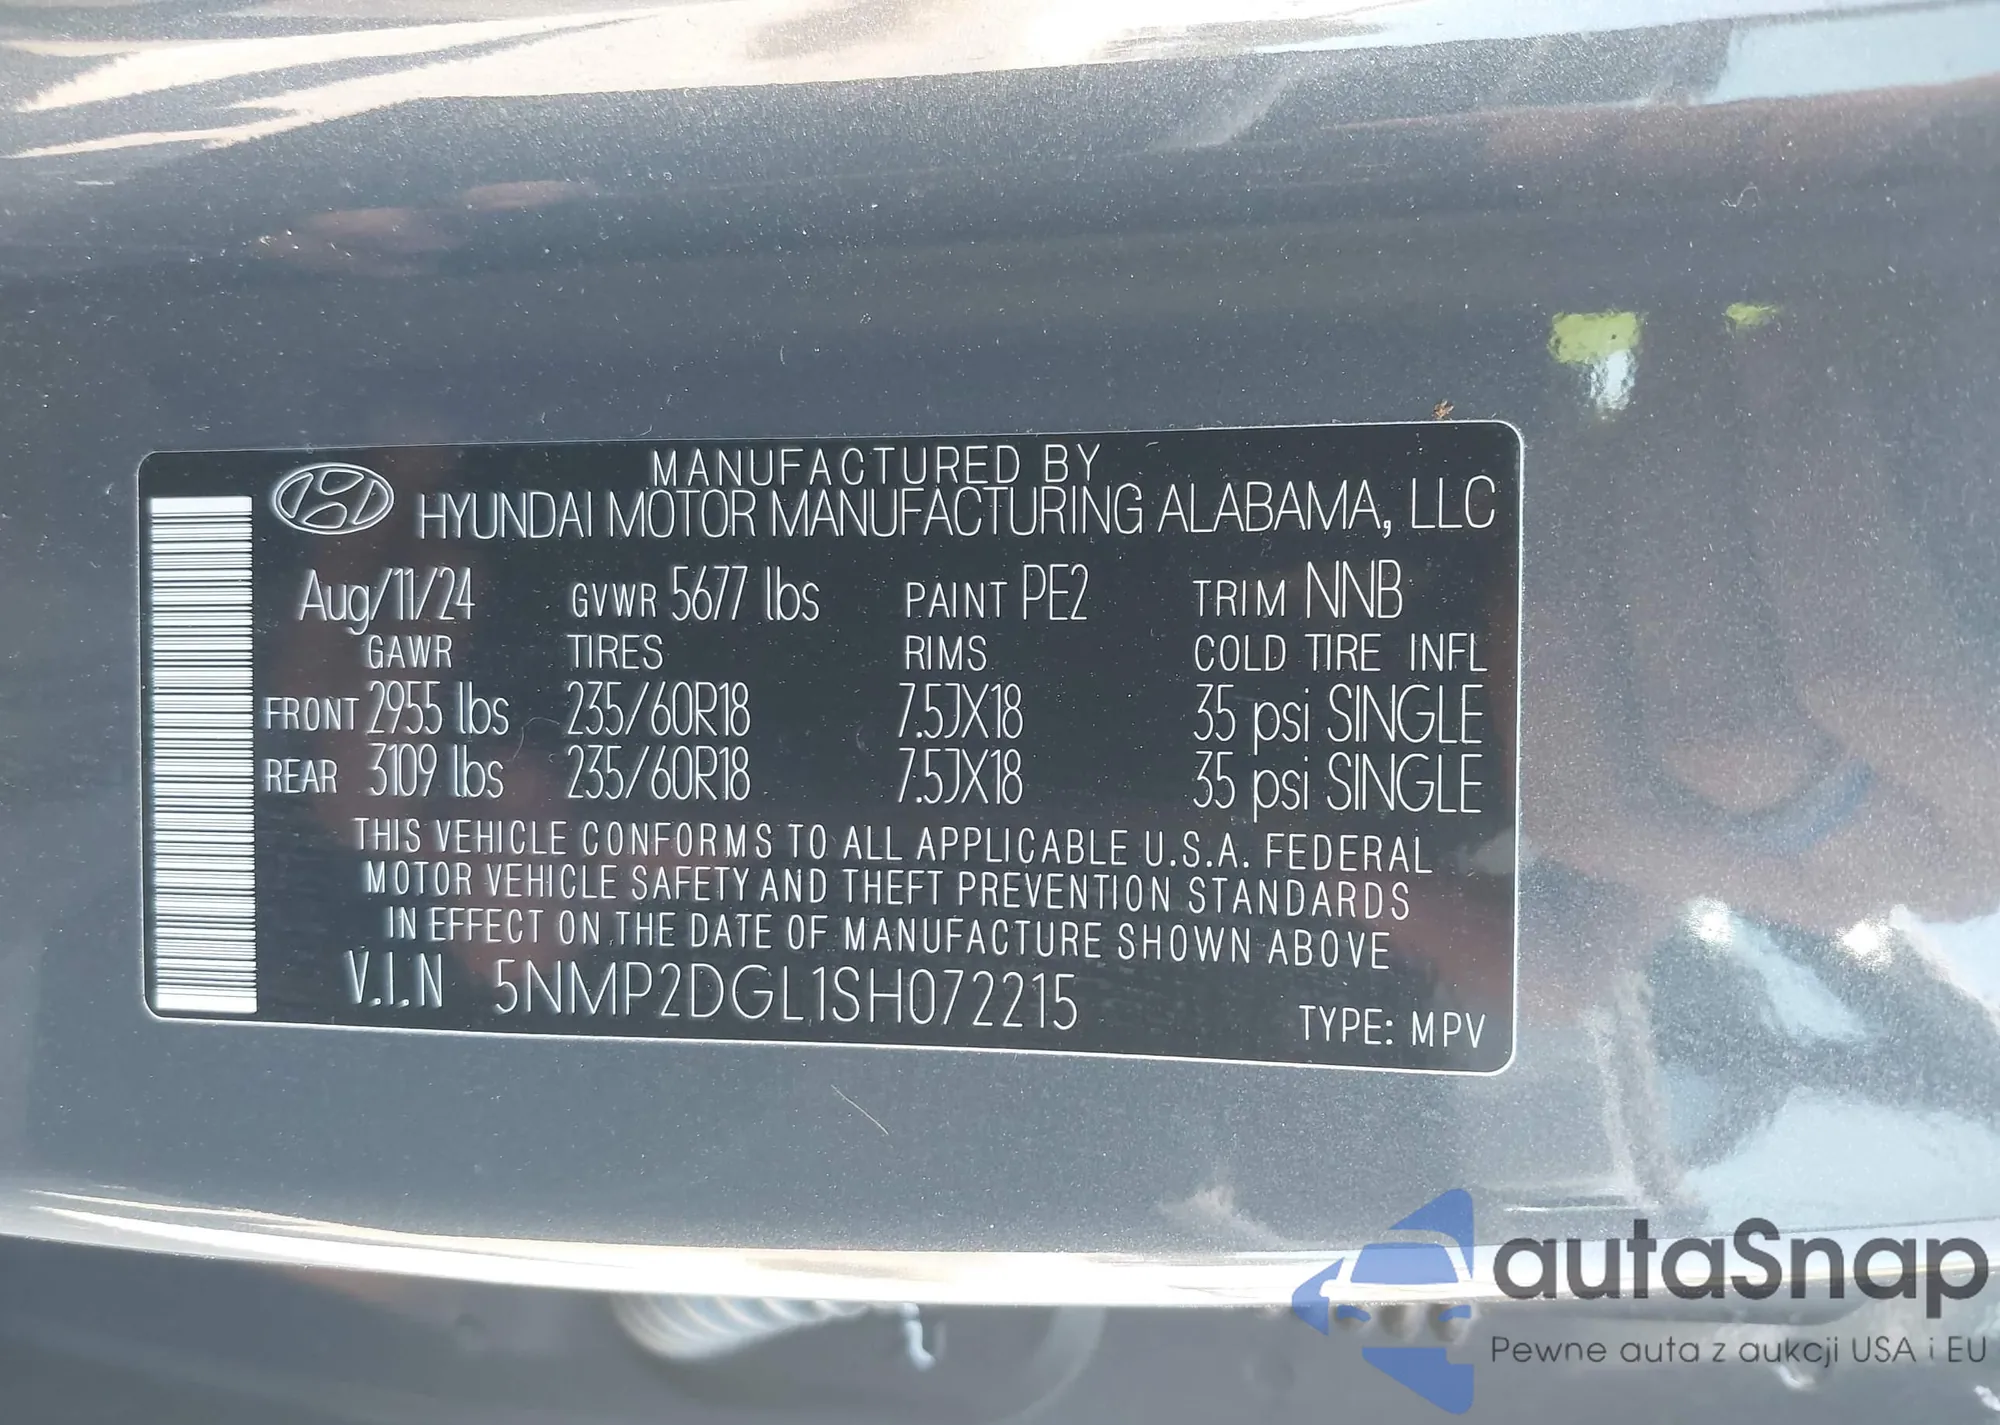 MANUFACTURED BY
HYUNDAI MOTOR MANUFACTURING ALABAMA, LLC
Aug/11/24 GVWR 5677 lbs PAINT PE2 TRIM NNB
GAWR TIRES RIMS COLD TIRE INFL
FRONT 2955 lbs 235/60R18 7.5JX18 35 psi SINGLE
REAR 3109 lbs 235/60R18 7.5JX18 35 psi SINGLE
THIS VEHICLE CONFORMS TO ALL APPLICABLE U.S.A. FEDERAL
MOTOR VEHICLE SAFETY AND THEFT PREVENTION STANDARDS
IN EFFECT ON THE DATE OF MANUFACTURE SHOWN ABOVE
V.I.N 5NMP2DGL1SH072215 TYPE: MPV
autaSnap
Pewne auta z aukcji USA i EU